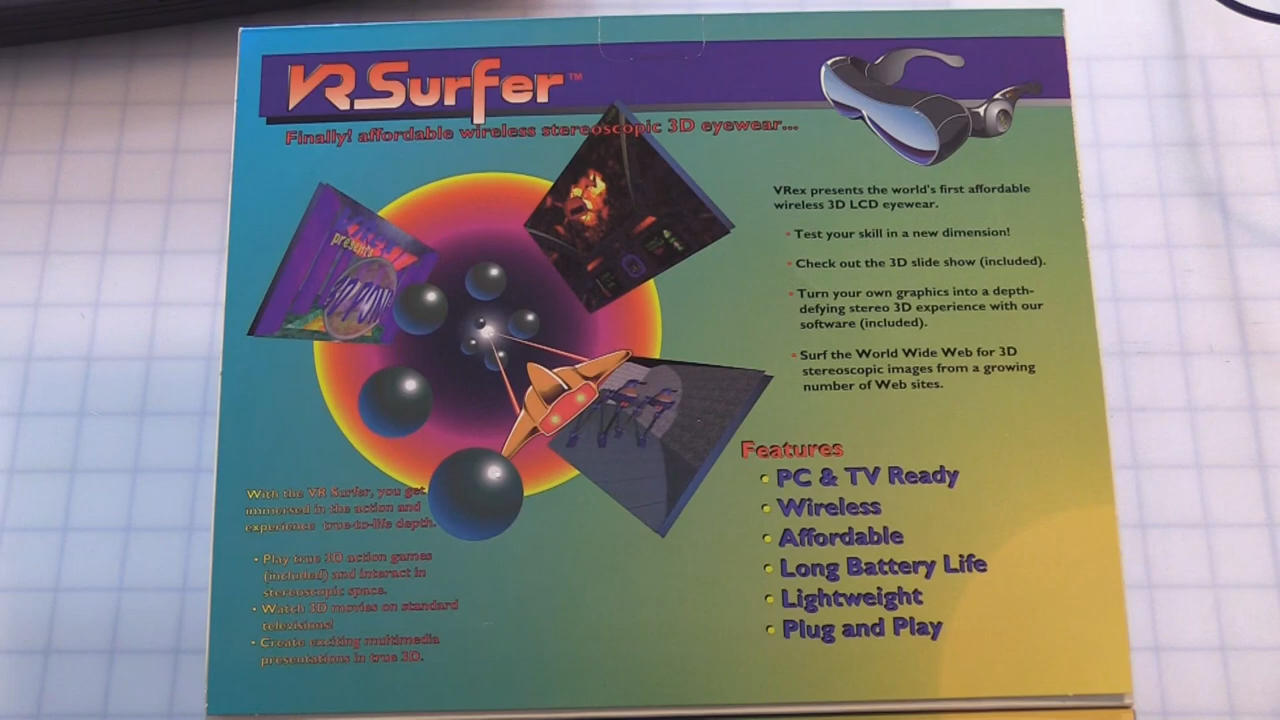 VR Surfer™
Finally! affordable wireless stereoscopic 3D eyewear...
presents
3D PONG
VRex presents the world's first affordable
wireless 3D LCD eyewear.
• Test your skill in a new dimension!
• Check out the 3D slide show (included).
• Turn your own graphics into a depth-
defying stereo 3D experience with our
software (included).
• Surf the World Wide Web for 3D
stereoscopic images from a growing
number of Web sites.
Features
• PC & TV Ready
• Wireless
• Affordable
• Long Battery Life
• Lightweight
• Plug and Play
With the VR Surfer, you get
immersed in the action and
experience true-to-life depth.
• Play true 3D action games
(included) and interact in
stereoscopic space.
• Watch 3D movies on standard
televisions!
• Create exciting multimedia
presentations in true 3D.